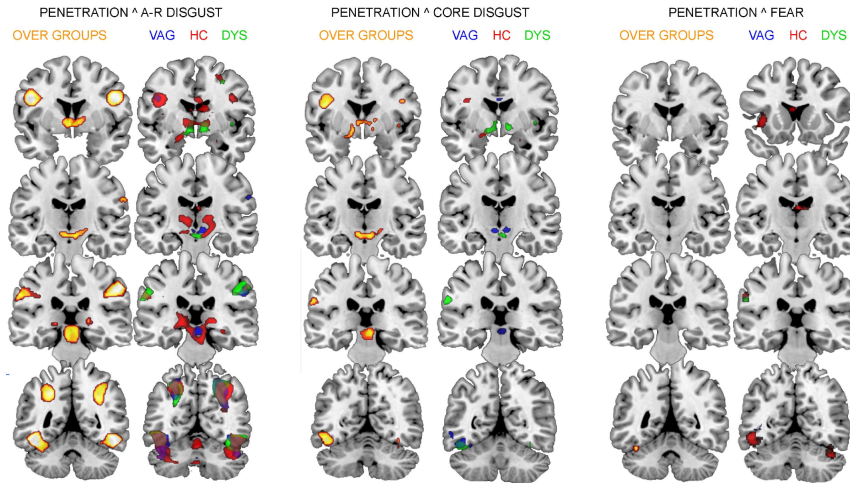 PENETRATION ^ A-R DISGUST
PENETRATION ^ CORE DISGUST
PENETRATION ^ FEAR
OVER GROUPS VAG HC DYS
OVER GROUPS VAG HC DYS
OVER GROUPS VAG HC DYS